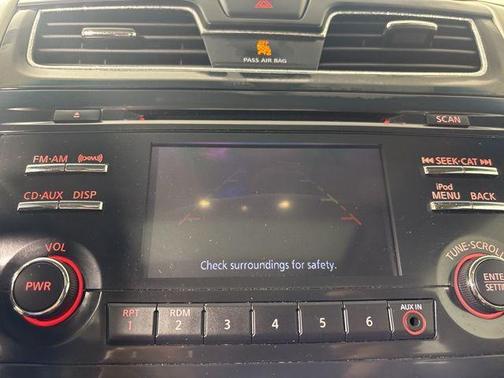 PASS AIR BAG
SCAN
FM·AM (((XM)))
SEEK·CAT
CD·AUX DISP
iPod
MENU BACK
VOL
TUNE·SCROLL
PWR
ENTER
SETTING
Check surroundings for safety.
RPT RDM
1 2 3 4 5 6
AUX IN